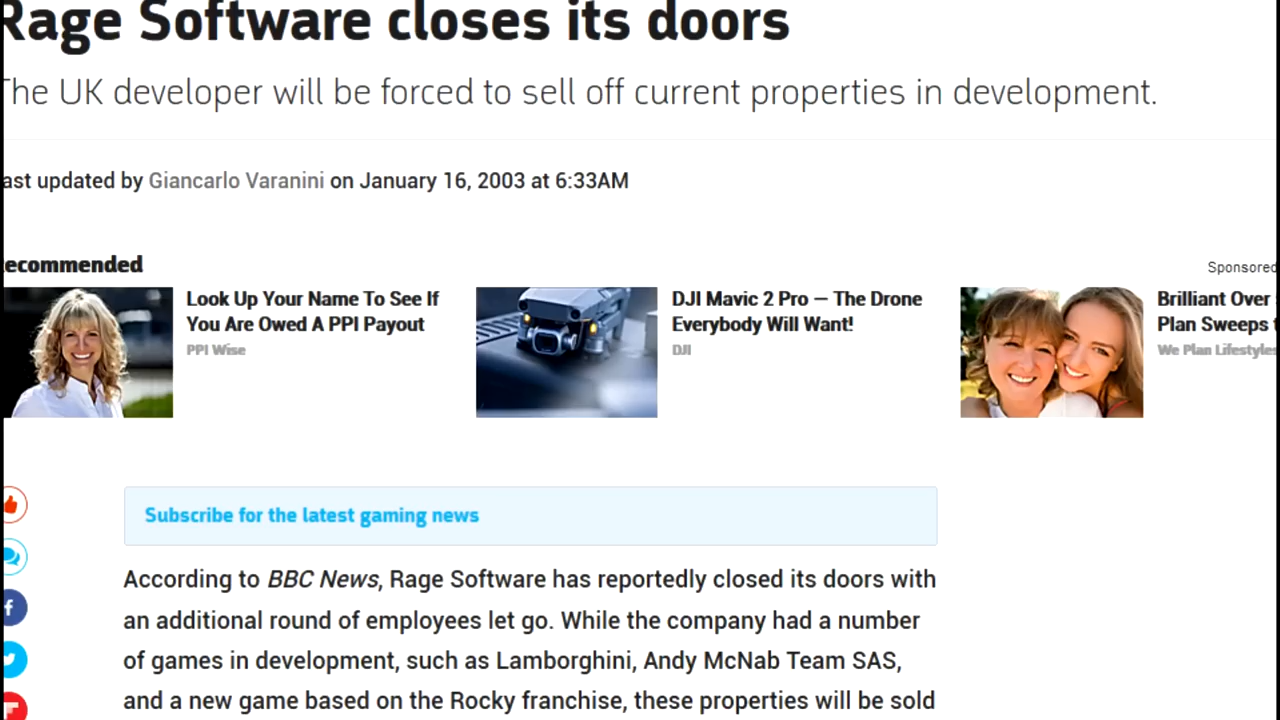 Rage Software closes its doors
The UK developer will be forced to sell off current properties in development.
ast updated by Giancarlo Varanini on January 16, 2003 at 6:33AM
ecommended
Sponsored
Look Up Your Name To See If
You Are Owed A PPI Payout
PPI Wise
DJI Mavic 2 Pro — The Drone
Everybody Will Want!
DJI
Brilliant Over
Plan Sweeps
We Plan Lifestyles
Subscribe for the latest gaming news
According to BBC News, Rage Software has reportedly closed its doors with
an additional round of employees let go. While the company had a number
of games in development, such as Lamborghini, Andy McNab Team SAS,
and a new game based on the Rocky franchise, these properties will be sold